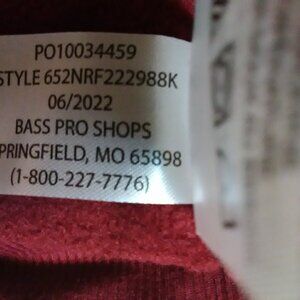 PO10034459
STYLE 652NRF222988K
06/2022
BASS PRO SHOPS
PRINGFIELD, MO 65898
(1-800-227-7776)